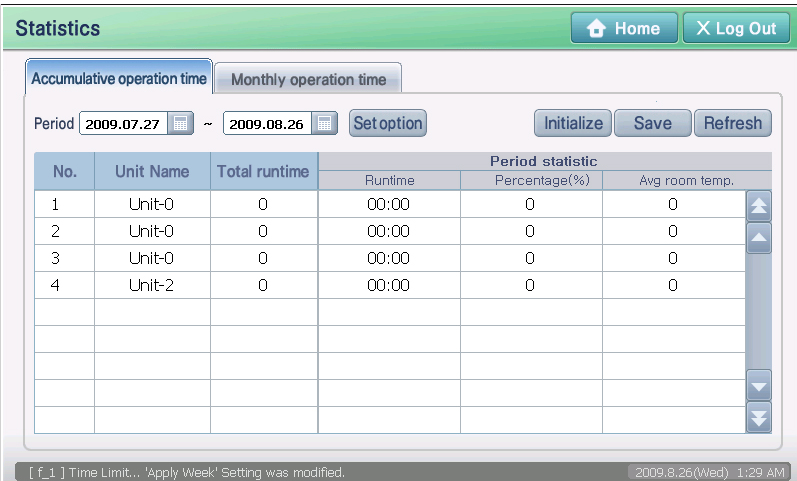 Statistics Home X Log Out
Accumulative operation time Monthly operation time
Period 2009.07.27 ~ 2009.08.26 Set option Initialize Save Refresh
No. Unit Name Total runtime Period statistic
Runtime Percentage(%) Avg room temp.
1 Unit-0 0 00:00 0 0
2 Unit-0 0 00:00 0 0
3 Unit-0 0 00:00 0 0
4 Unit-2 0 00:00 0 0
[ f_1 ] Time Limit... 'Apply Week' Setting was modified. 2009.8.26(Wed) 1:29 AM